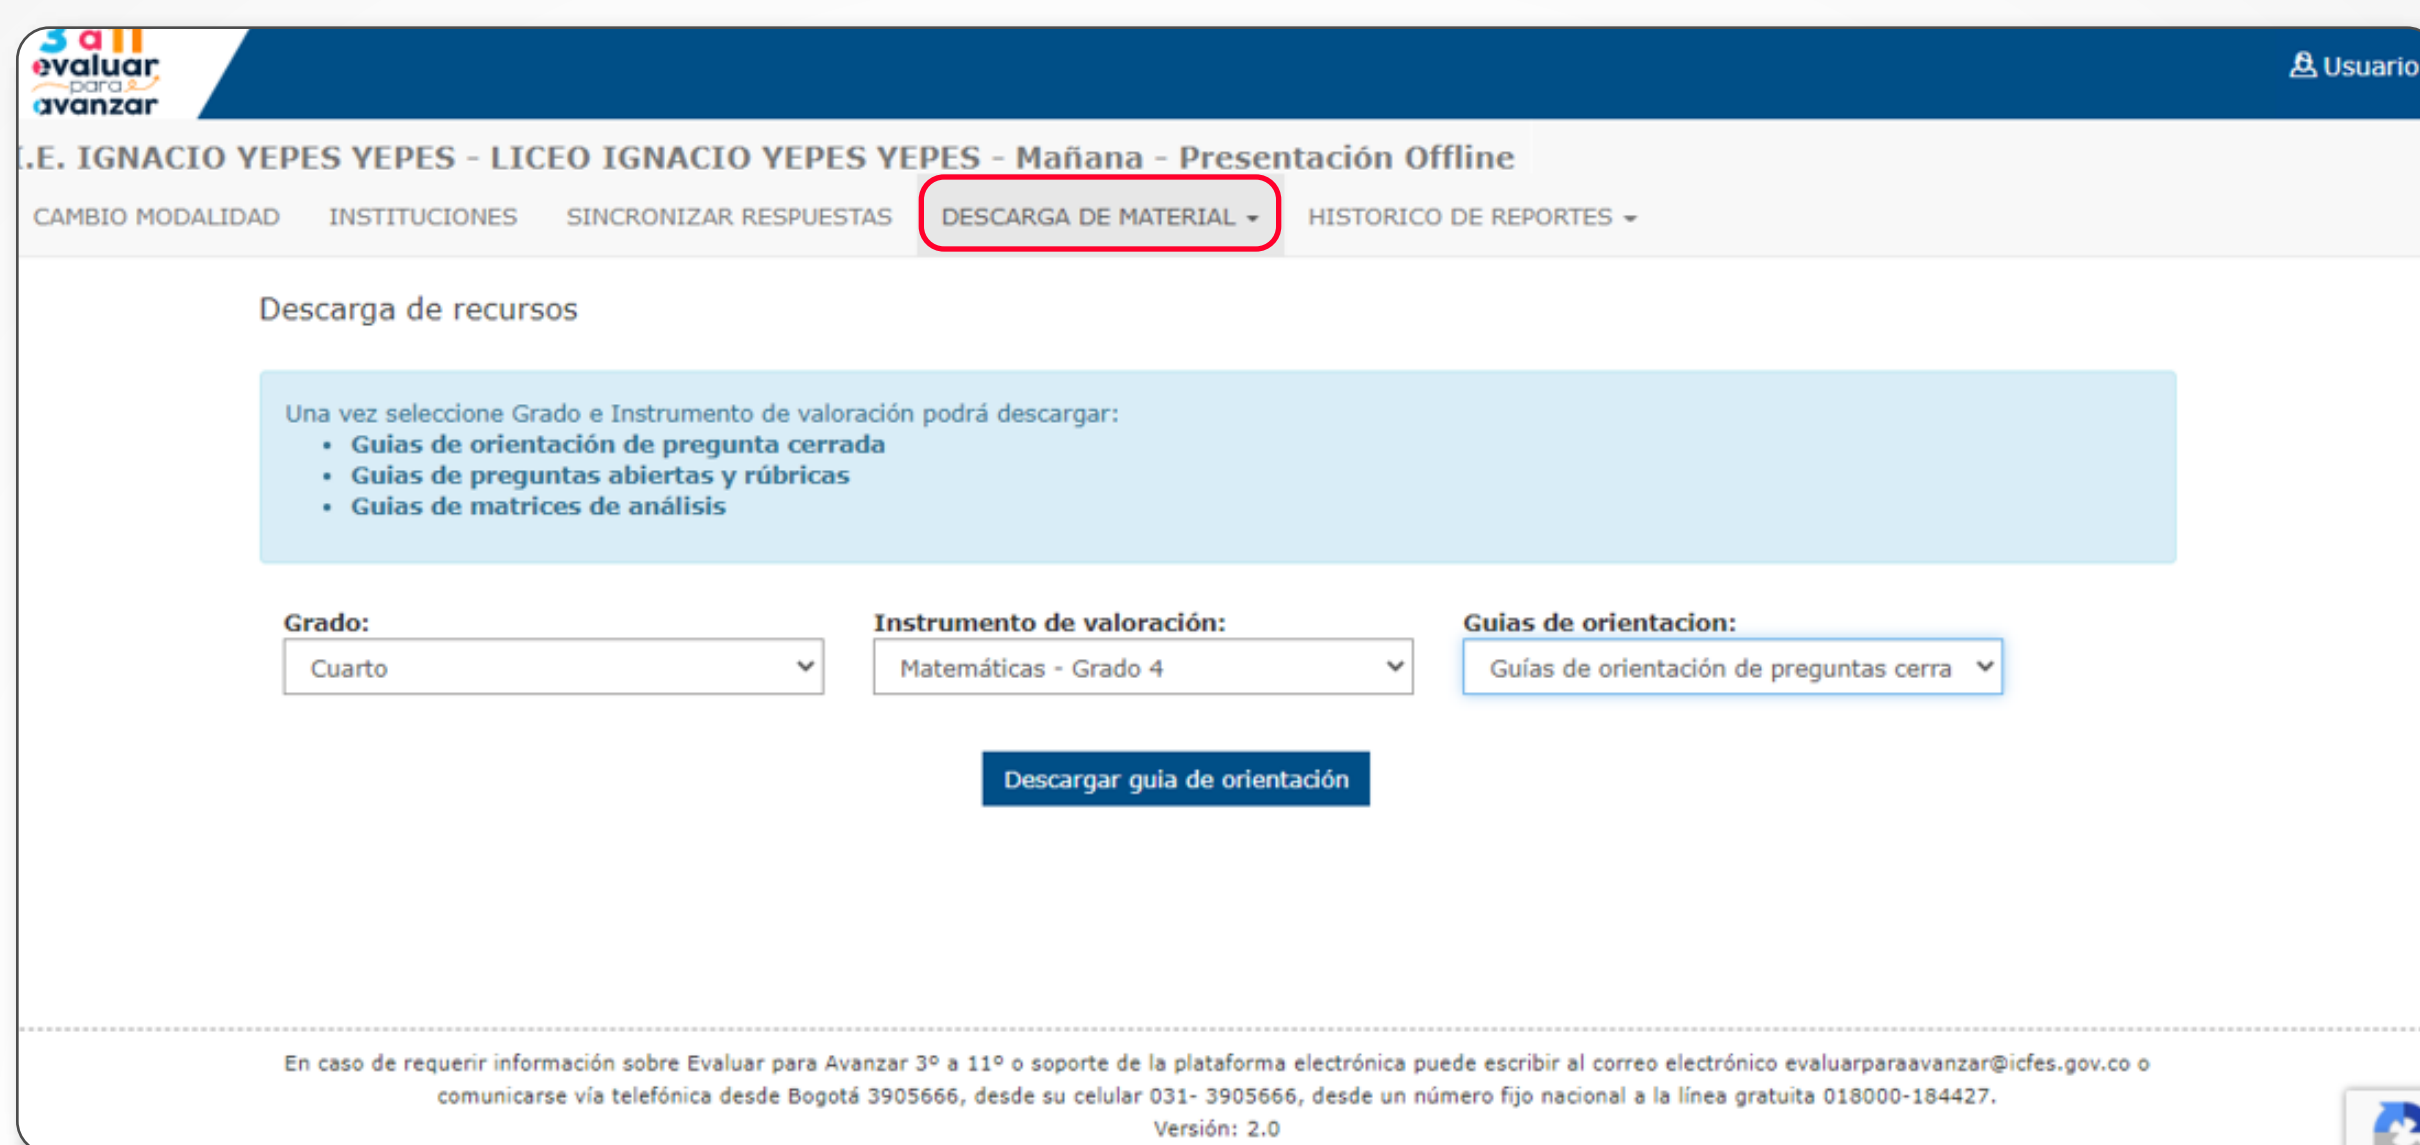 3 a 11
evaluar
para
avanzar
Usuario
I.E. IGNACIO YEPES YEPES - LICEO IGNACIO YEPES YEPES - Mañana - Presentación Offline
CAMBIO MODALIDAD INSTITUCIONES SINCRONIZAR RESPUESTAS DESCARGA DE MATERIAL HISTORICO DE REPORTES
Descarga de recursos
Una vez seleccione Grado e Instrumento de valoración podrá descargar:
• Guias de orientación de pregunta cerrada
• Guias de preguntas abiertas y rúbricas
• Guias de matrices de análisis
Grado: Instrumento de valoración: Guias de orientacion:
Cuarto Matemáticas - Grado 4 Guías de orientación de preguntas cerra
Descargar guia de orientación
En caso de requerir información sobre Evaluar para Avanzar 3º a 11º o soporte de la plataforma electrónica puede escribir al correo electrónico evaluarparaavanzar@icfes.gov.co o
comunicarse vía telefónica desde Bogotá 3905666, desde su celular 031- 3905666, desde un número fijo nacional a la línea gratuita 018000-184427.
Versión: 2.0